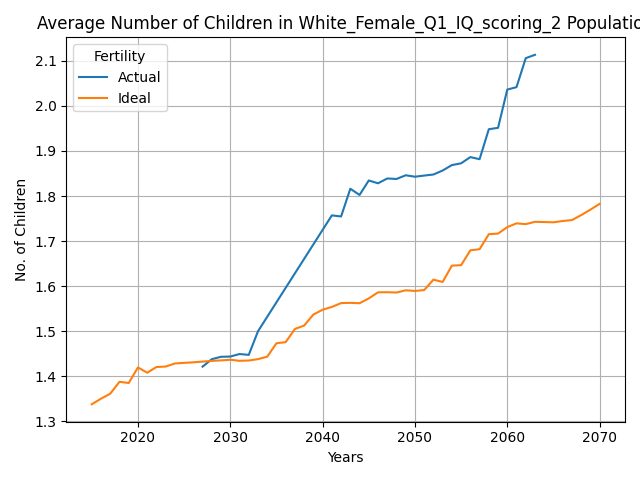 Average Number of Children in White_Female_Q1_IQ_scoring_2 Populatio
Fertility
Actual
Ideal
2.1
2.0
1.9
1.8
1.7
1.6
1.5
1.4
1.3
No. of Children
2020 2030 2040 2050 2060 2070
Years